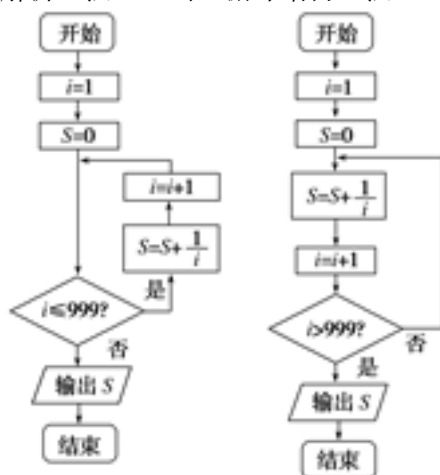 开始
i=1
S=0
i=i+1
S=S+1/i
i≤999?
是
否
输出 S
结束
开始
i=1
S=0
S=S+1/i
i=i+1
i>999?
否
是
输出 S
结束